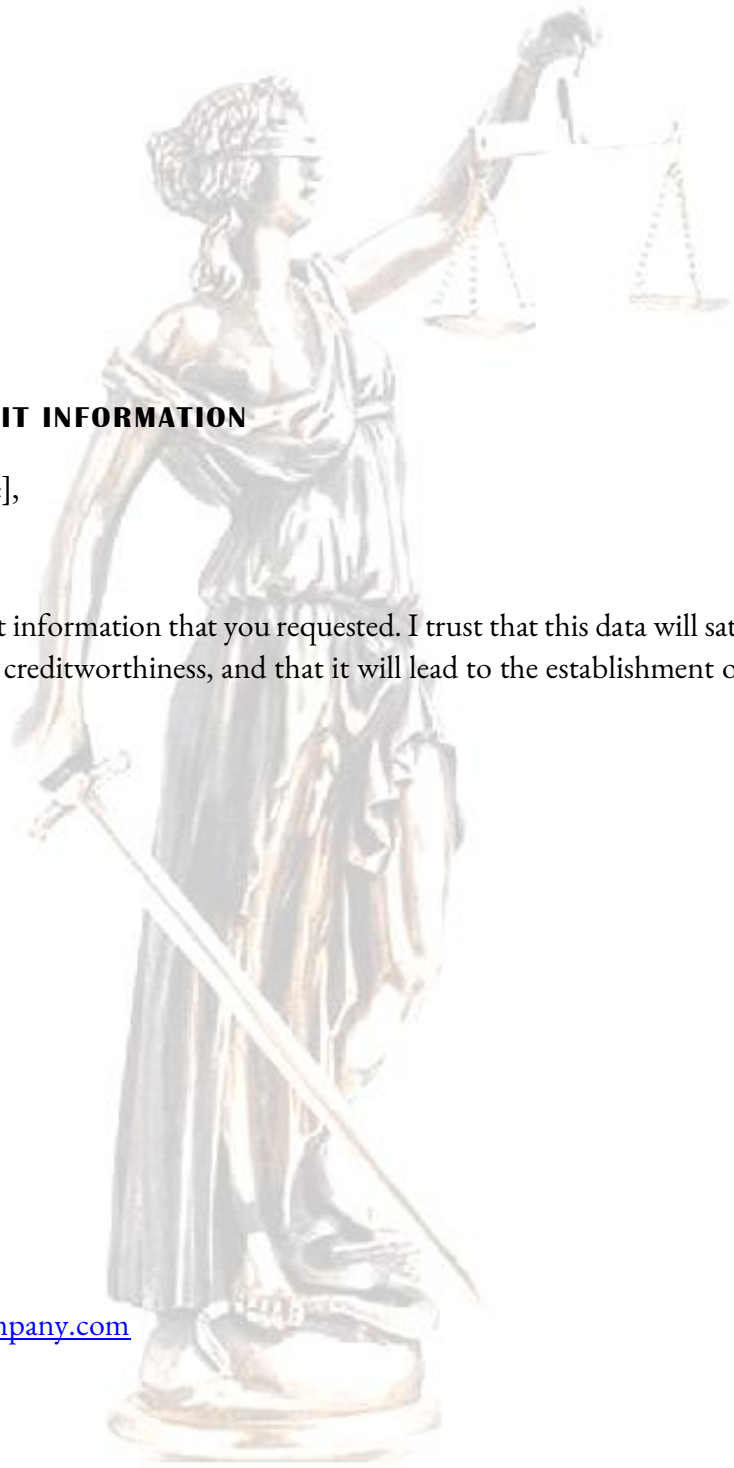 IT INFORMATION
],
t information that you requested. I trust that this data will sat
creditworthiness, and that it will lead to the establishment o
mpany.com